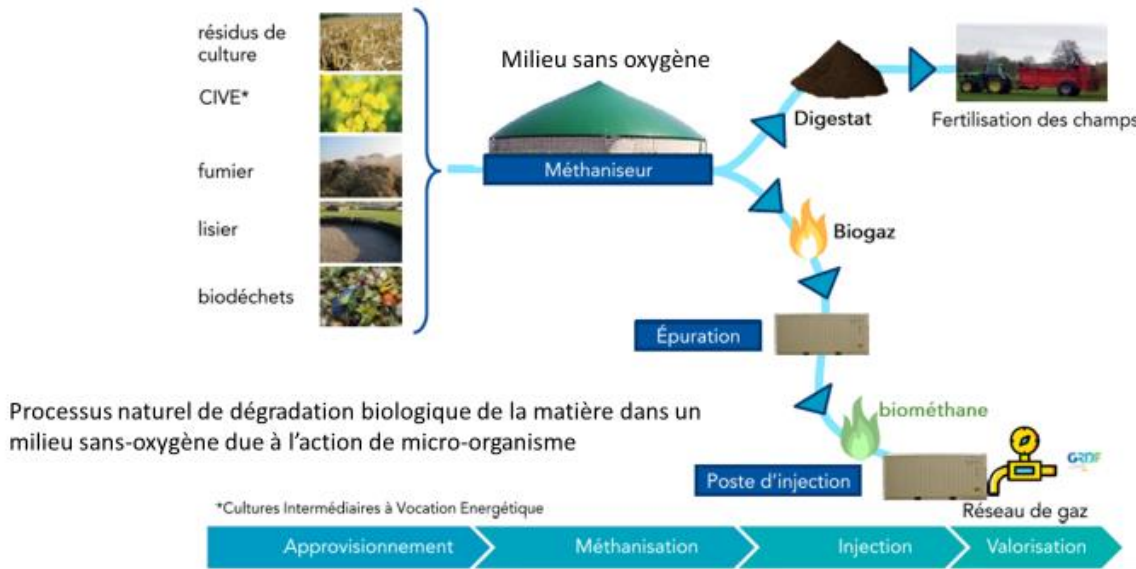 résidus de
culture
CIVE*
fumier
lisier
biodéchets
Milieu sans oxygène
Méthaniseur
Digestat
Fertilisation des champs
Biogaz
Épuration
biométhane
Poste d'injection
GRDF
Réseau de gaz
Processus naturel de dégradation biologique de la matière dans un
milieu sans-oxygène due à l'action de micro-organisme
*Cultures Intermédiaires à Vocation Energétique
Approvisionnement
Méthanisation
Injection
Valorisation